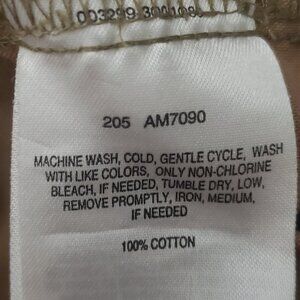 205 AM7090
MACHINE WASH, COLD, GENTLE CYCLE, WASH
WITH LIKE COLORS, ONLY NON-CHLORINE
BLEACH, IF NEEDED, TUMBLE DRY, LOW,
REMOVE PROMPTLY, IRON, MEDIUM,
IF NEEDED
100% COTTON